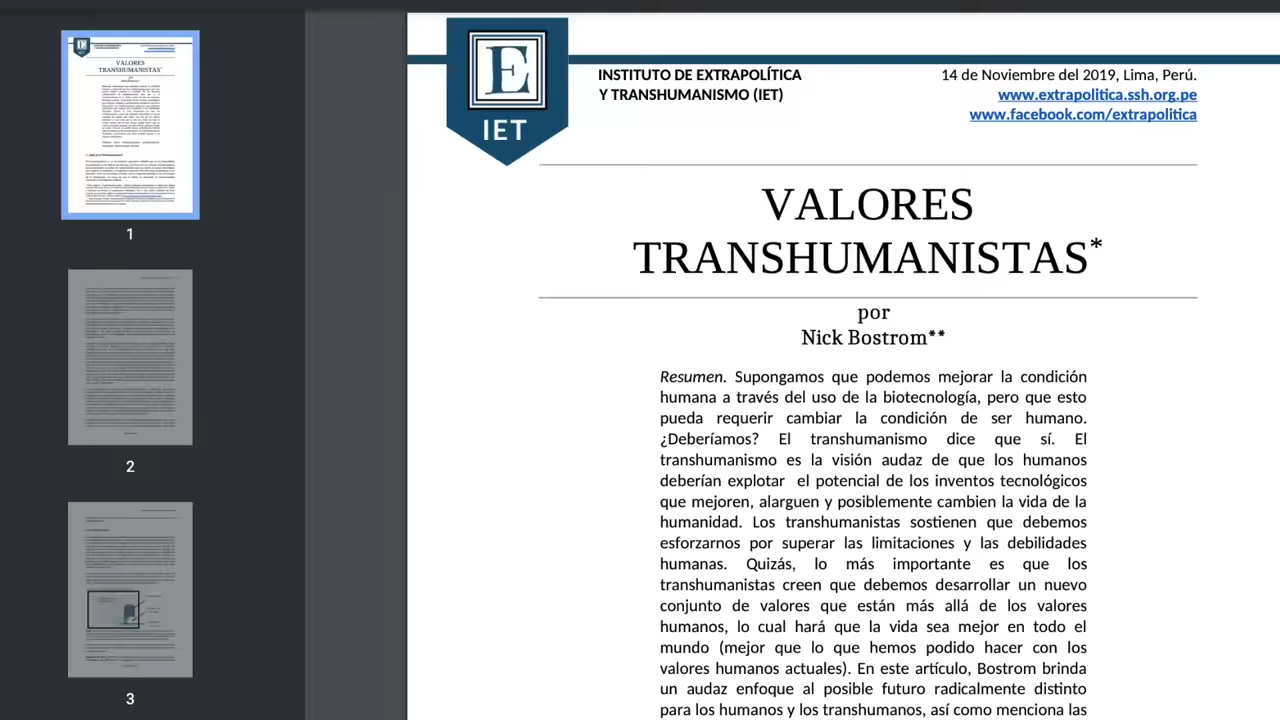 E
IET
INSTITUTO DE EXTRAPOLÍTICA
Y TRANSHUMANISMO (IET)
14 de Noviembre del 2019, Lima, Perú.
www.extrapolitica.ssh.org.pe
www.facebook.com/extrapolitica
VALORES
TRANSHUMANISTAS*
por
Nick Bostrom**
Resumen. Supongamos que podemos mejorar la condición
humana a través del uso de la biotecnología, pero que esto
pueda requerir cambiar la condición de ser humano.
¿Deberíamos? El transhumanismo dice que sí. El
transhumanismo es la visión audaz de que los humanos
deberían explotar el potencial de los inventos tecnológicos
que mejoren, alarguen y posiblemente cambien la vida de la
humanidad. Los transhumanistas sostienen que debemos
esforzarnos por superar las limitaciones y las debilidades
humanas. Quizás, lo más importante es que los
transhumanistas creen que debemos desarrollar un nuevo
conjunto de valores que están más allá de los valores
humanos, lo cual hará que la vida sea mejor en todo el
mundo (mejor que lo que hemos podido hacer con los
valores humanos actuales). En este artículo, Bostrom brinda
un audaz enfoque al posible futuro radicalmente distinto
para los humanos y los transhumanos, así como menciona las
VALORES
TRANSHUMANISTAS*
1
2
3